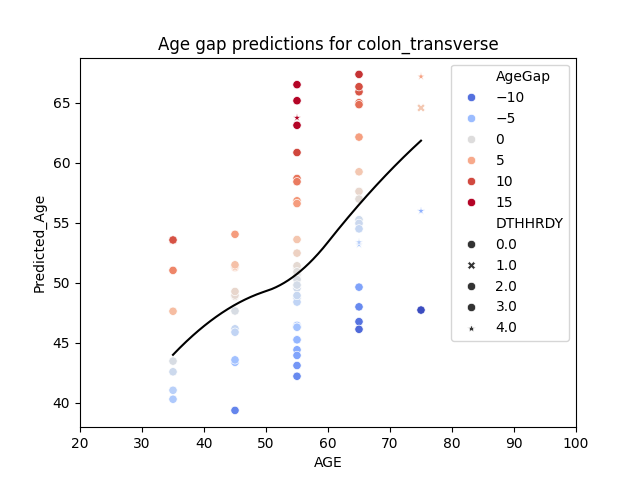 Age gap predictions for colon_transverse
Predicted_Age
65
60
55
50
45
40
20 30 40 50 60 70 80 90 100
AGE
AgeGap
−10
−5
0
5
10
15
DTHHRDY
0.0
1.0
2.0
3.0
4.0